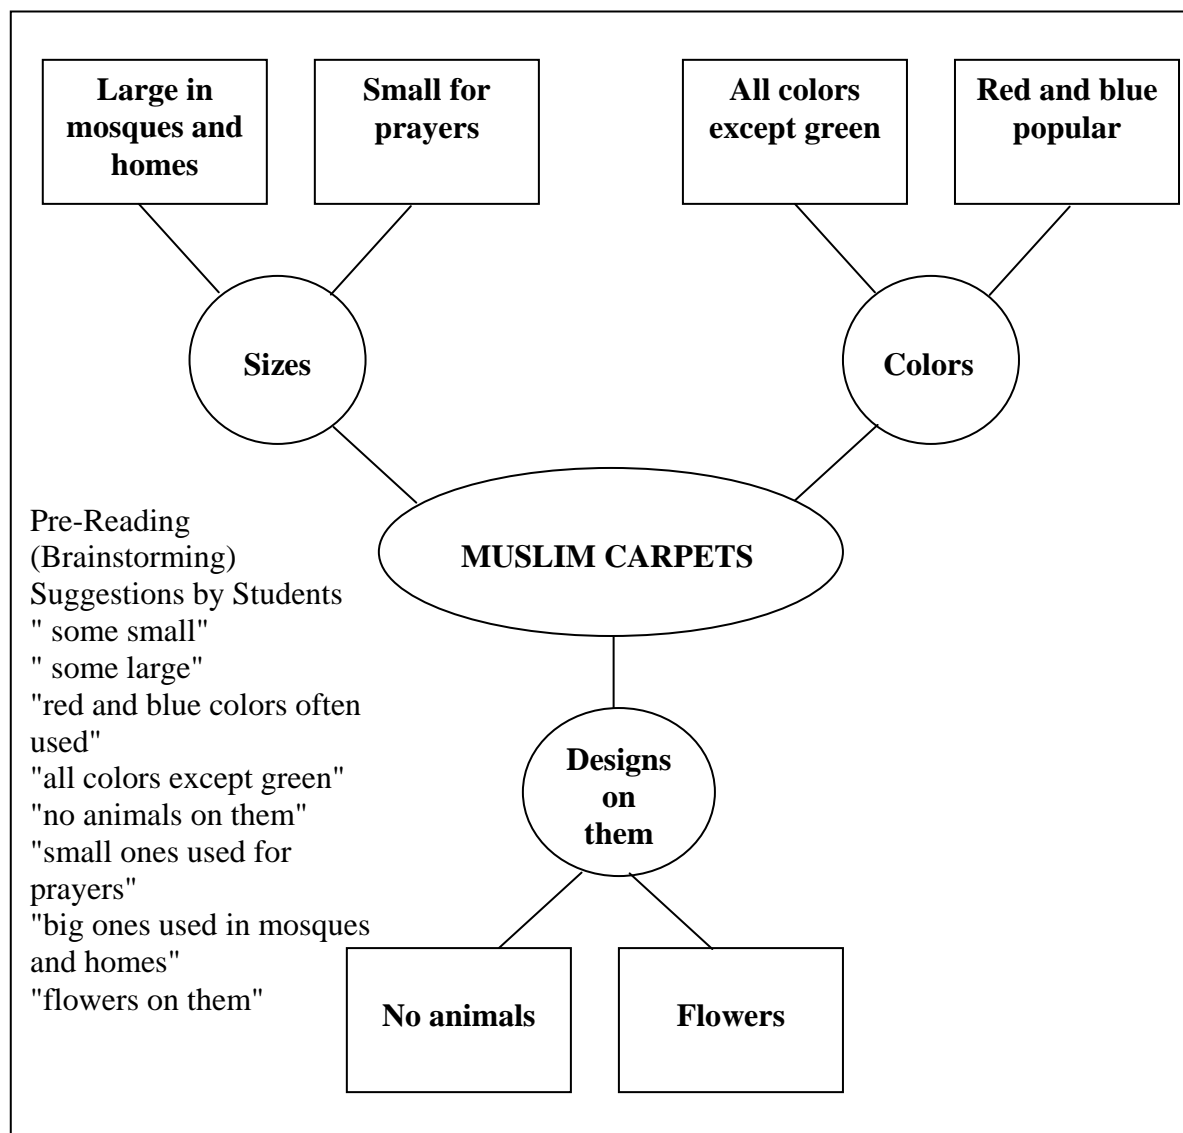 Large in
mosques and
homes
Small for
prayers
All colors
except green
Red and blue
popular
Sizes
Colors
MUSLIM CARPETS
Pre-Reading
(Brainstorming)
Suggestions by Students
" some small"
" some large"
"red and blue colors often
used"
"all colors except green"
"no animals on them"
"small ones used for
prayers"
"big ones used in mosques
and homes"
"flowers on them"
Designs
on
them
No animals
Flowers